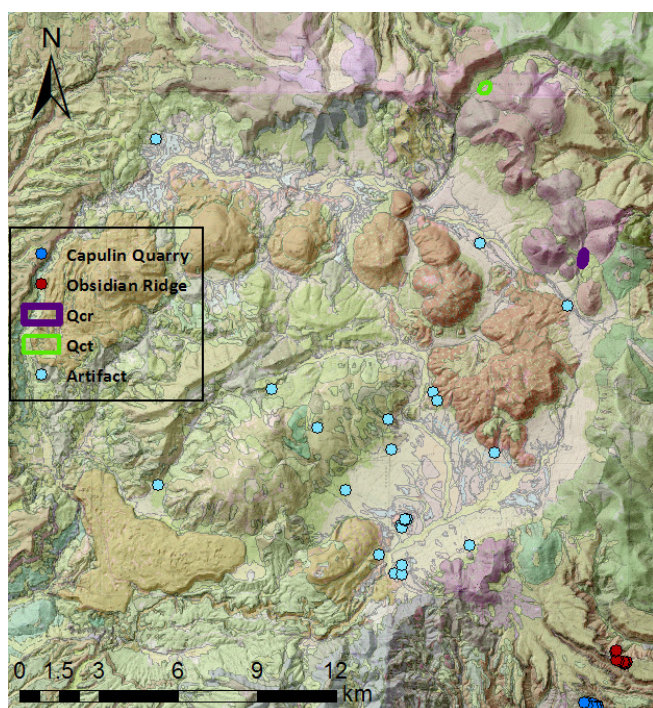 N
Capulin Quarry
Obsidian Ridge
Qcr
Qct
Artifact
0 1.5 3 6 9 12
km